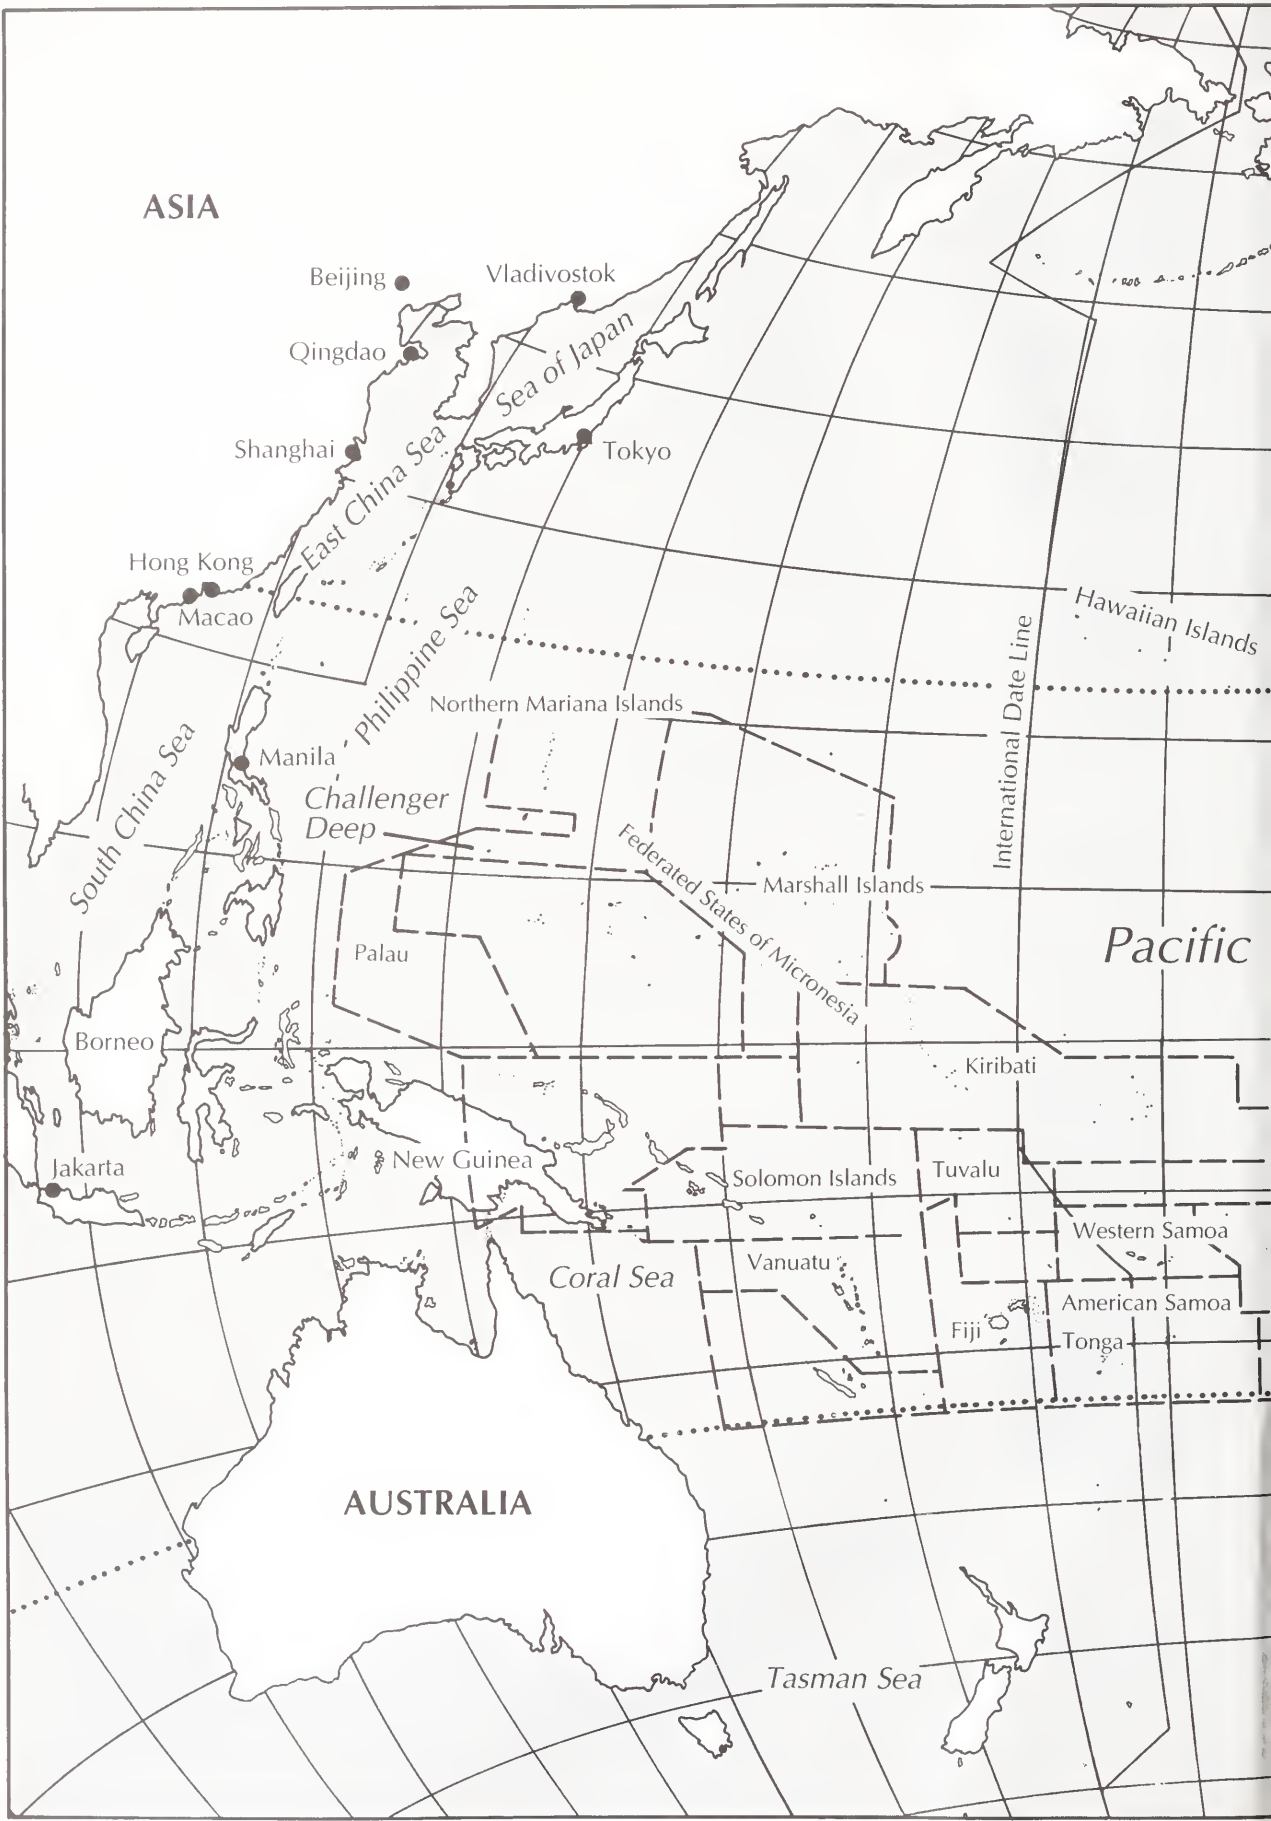 ASIA
Beijing
Vladivostok
Qingdao
Sea of Japan
Shanghai
Tokyo
East China Sea
Hong Kong
Macao
Hawaiian Islands
Phillippine Sea
International Date Line
Northern Mariana Islands
South China Sea
Manila
Challenger
Deep
Federated States of Micronesia
Marshall Islands
Pacific
Palau
Borneo
Kiribati
Jakarta
New Guinea
Solomon Islands
Tuvalu
Western Samoa
Vanuatu
Coral Sea
American Samoa
Fiji
Tonga
AUSTRALIA
Tasman Sea